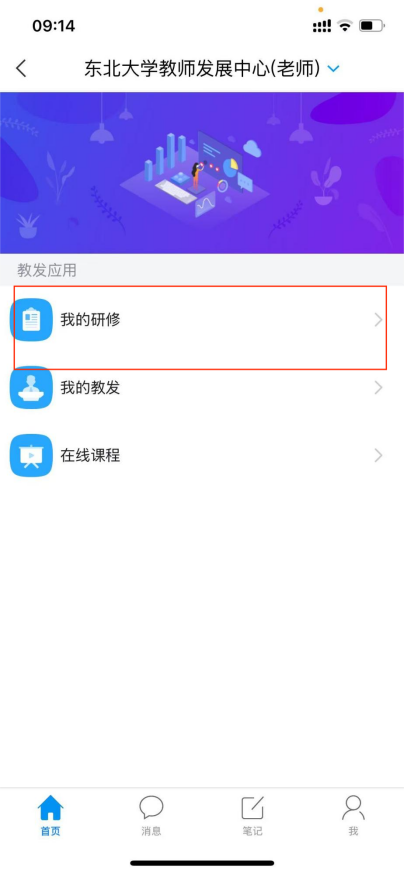 09:14
东北大学教师发展中心(老师)
教发应用
我的研修
我的教发
在线课程
首页
消息
笔记
我